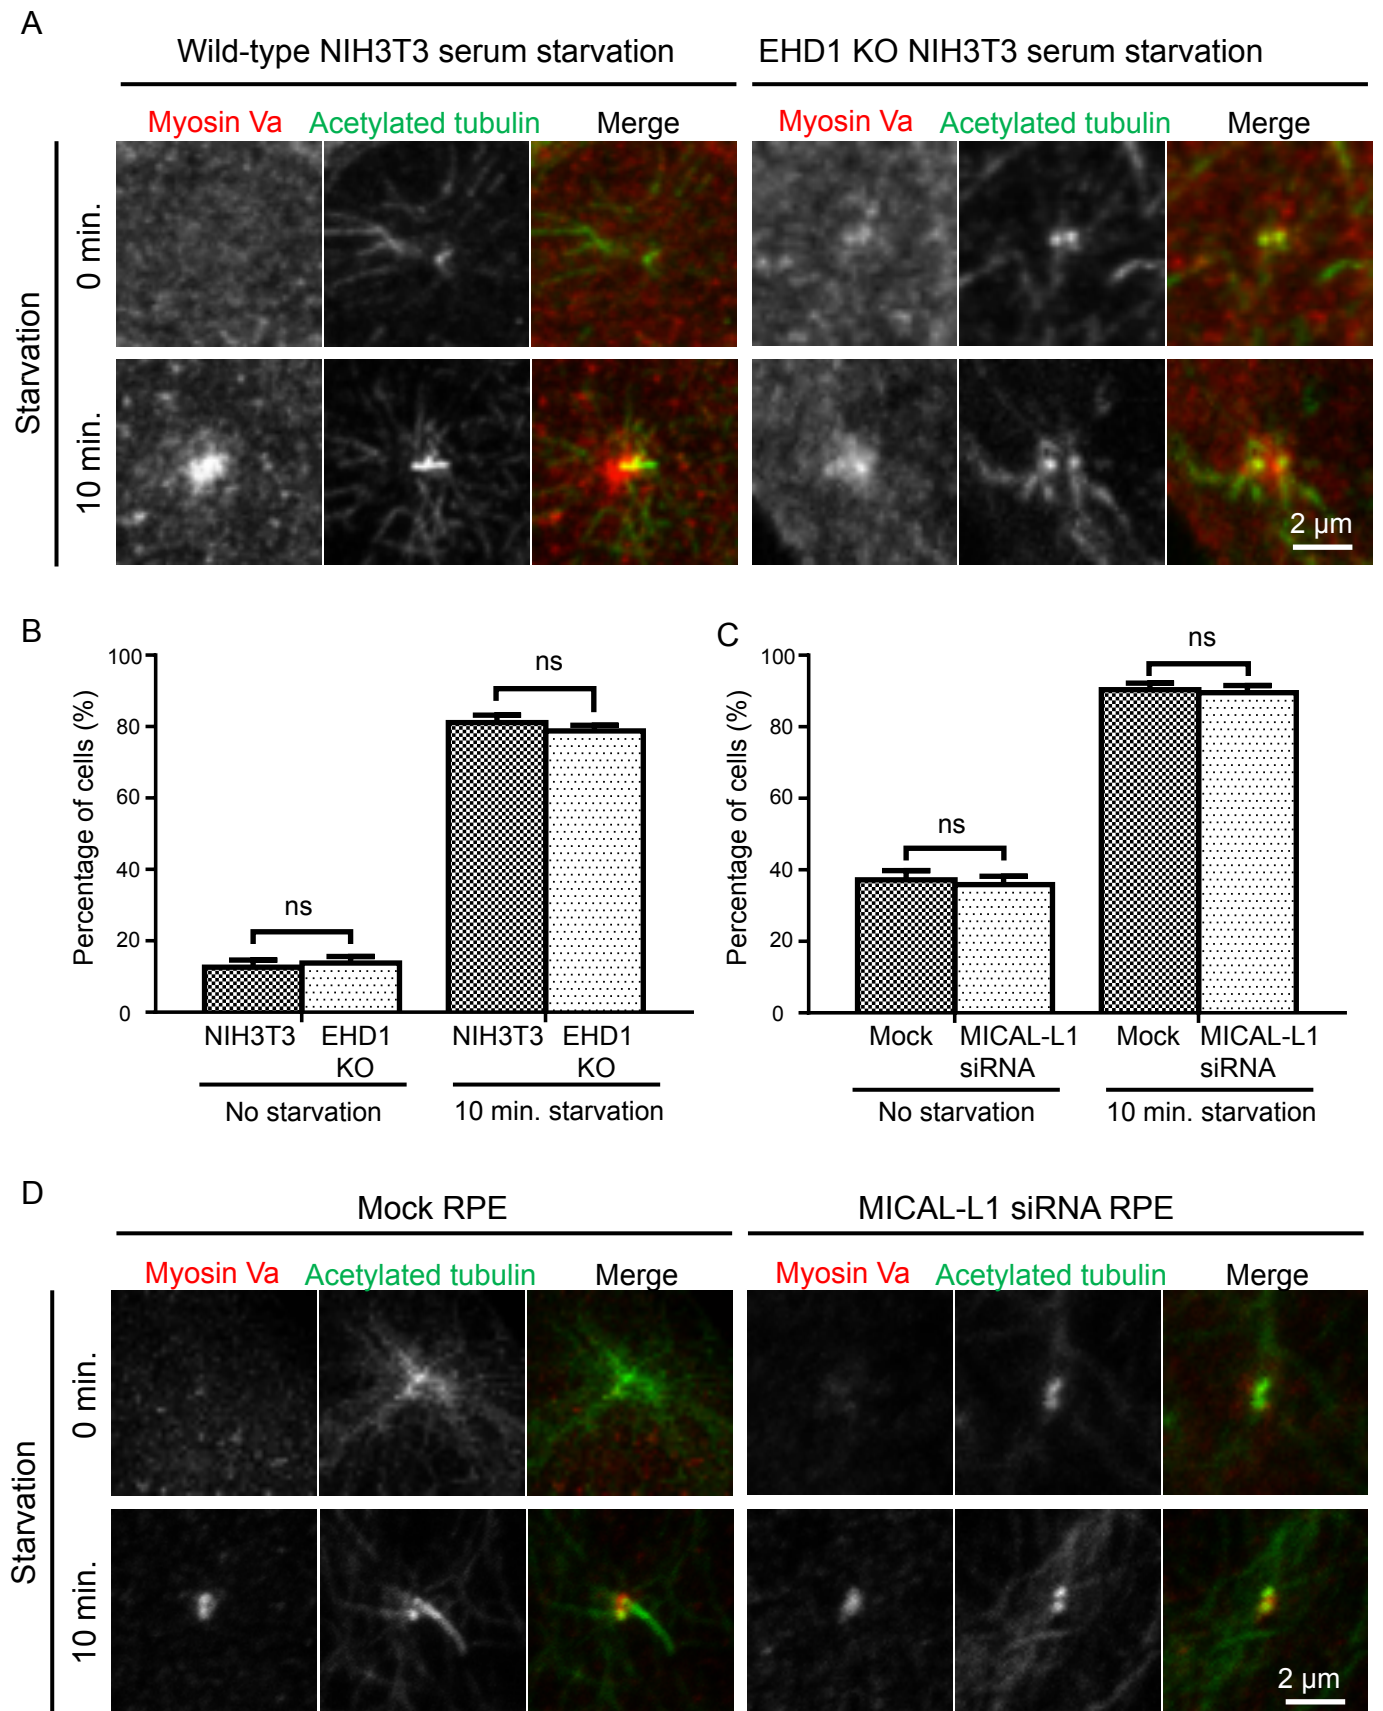 A
Wild-type NIH3T3 serum starvation
EHD1 KO NIH3T3 serum starvation
Myosin Va
Acetylated tubulin
Merge
Myosin Va
Acetylated tubulin
Merge
Starvation
0 min.
10 min.
2 µm
B
Percentage of cells (%)
100
80
60
40
20
0
ns
ns
NIH3T3
EHD1
KO
NIH3T3
EHD1
KO
No starvation
10 min. starvation
C
Percentage of cells (%)
100
80
60
40
20
0
ns
ns
Mock
MICAL-L1
siRNA
Mock
MICAL-L1
siRNA
No starvation
10 min. starvation
D
Mock RPE
MICAL-L1 siRNA RPE
Myosin Va
Acetylated tubulin
Merge
Myosin Va
Acetylated tubulin
Merge
Starvation
0 min.
10 min.
2 µm